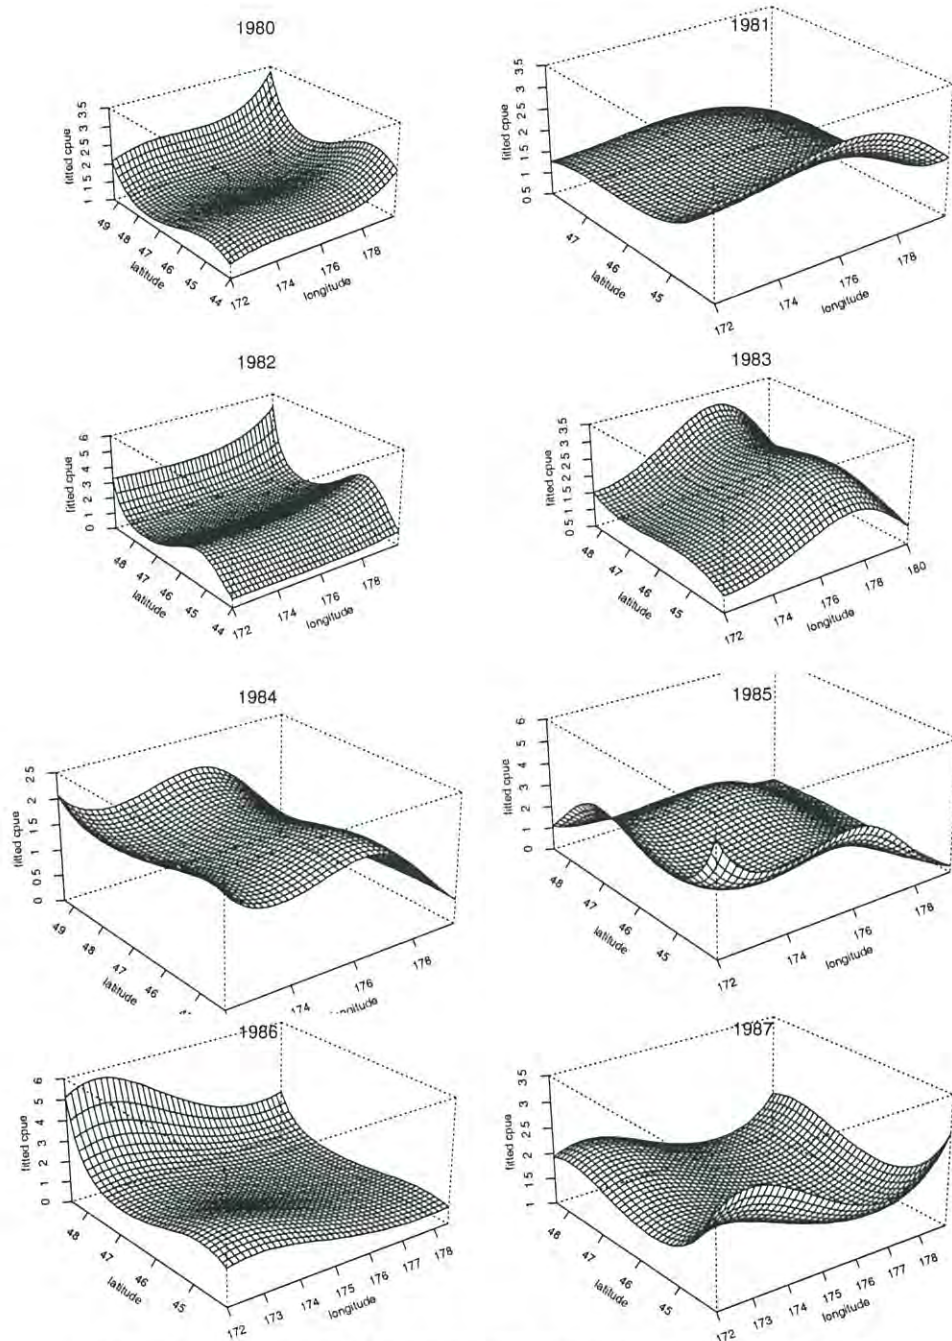 1980
fitted cpue
1 1.5 2 2.5 3 3.5
49 48 47 46 45 44
latitude
172 174 176 178
longitude
1981
fitted cpue
0.5 1 1.5 2 2.5 3 3.5
47 46 45
latitude
172 174 176 178
longitude
1982
fitted cpue
0 1 2 3 4 5 6
48 47 46 45 44
latitude
172 174 176 178
longitude
1983
fitted cpue
0.5 1 1.5 2 2.5 3 3.5
48 47 46 45
latitude
172 174 176 178 180
longitude
1984
fitted cpue
0 0.5 1 1.5 2 2.5
49 48 47 46
latitude
174 176 178
1985
fitted cpue
0 1 2 3 4 5 6
48 47 46 45
latitude
172 174 176 178
longitude
1986
fitted cpue
0 1 2 3 4 5 6
48 47 46 45
latitude
172 173 174 175 176 177 178
longitude
1987
fitted cpue
1 1.5 2 2.5 3 3.5
48 47 46 45
latitude
172 173 174 175 176 177 178
longitude